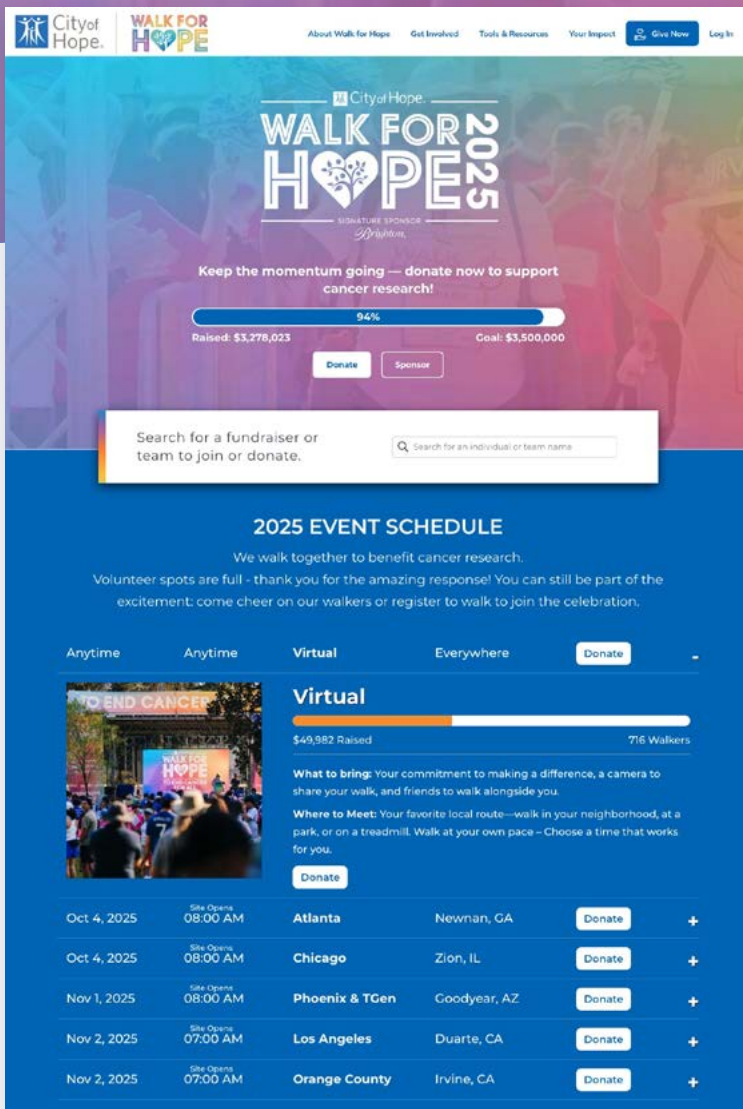 City of Hope.
WALK FOR HOPE
About Walk for Hope Get Involved Tools & Resources Your Impact Give Now Log In
City of Hope.
WALK FOR
HOPE
2025
SIGNATURE SPONSOR
Brighton.
Keep the momentum going — donate now to support
cancer research!
94%
Raised: $3,278,023 Goal: $3,500,000
Donate Sponsor
Search for a fundraiser or
team to join or donate.
Search for an individual or team name
2025 EVENT SCHEDULE
We walk together to benefit cancer research.
Volunteer spots are full - thank you for the amazing response! You can still be part of the
excitement: come cheer on our walkers or register to walk to join the celebration.
Anytime Anytime Virtual Everywhere Donate -
TO END CANCER
WALK FOR
HOPE
Virtual
$49,982 Raised 716 Walkers
What to bring: Your commitment to making a difference, a camera to
share your walk, and friends to walk alongside you.
Where to Meet: Your favorite local route—walk in your neighborhood, at a
park, or on a treadmill. Walk at your own pace – Choose a time that works
for you.
Donate
Oct 4, 2025 Site Opens 08:00 AM Atlanta Newnan, GA Donate +
Oct 4, 2025 Site Opens 08:00 AM Chicago Zion, IL Donate +
Nov 1, 2025 Site Opens 08:00 AM Phoenix & TGen Goodyear, AZ Donate +
Nov 2, 2025 Site Opens 07:00 AM Los Angeles Duarte, CA Donate +
Nov 2, 2025 Site Opens 07:00 AM Orange County Irvine, CA Donate +